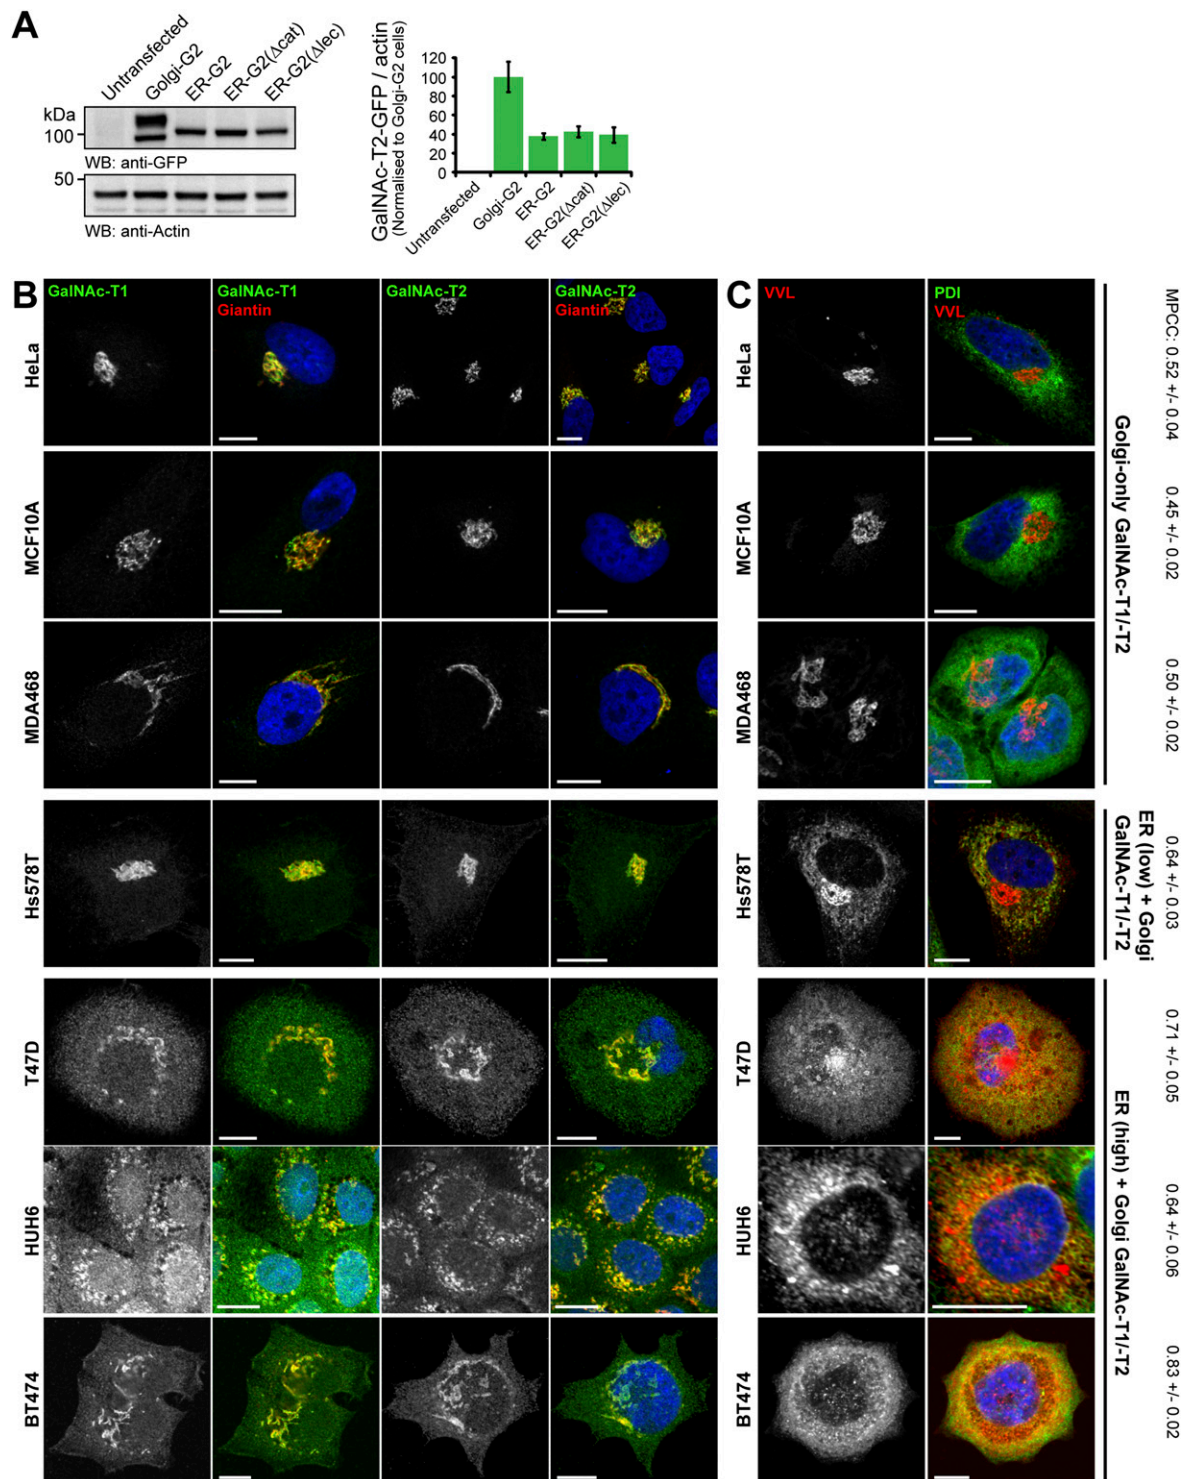 A
Untransfected
Golgi-G2
ER-G2
ER-G2(Δcat)
ER-G2(Δlec)
kDa
100
WB: anti-GFP
50
WB: anti-Actin
GalNAc-T2-GFP / actin
(Normalised to Golgi-G2 cells)
120
100
80
60
40
20
0
Untransfected
Golgi-G2
ER-G2
ER-G2(Δcat)
ER-G2(Δlec)
B
GalNAc-T1
GalNAc-T1
Giantin
GalNAc-T2
GalNAc-T2
Giantin
C
VVL
PDI
VVL
HeLa
MCF10A
MDA468
Hs578T
T47D
HUH6
BT474
HeLa
MCF10A
MDA468
Hs578T
T47D
HUH6
BT474
Golgi-only GalNAc-T1/-T2
ER (low) + Golgi
GalNAc-T1/-T2
ER (high) + Golgi GalNAc-T1/-T2
MPCC: 0.52 +/- 0.04
0.45 +/- 0.02
0.50 +/- 0.02
0.64 +/- 0.03
0.71 +/- 0.05
0.64 +/- 0.06
0.83 +/- 0.02